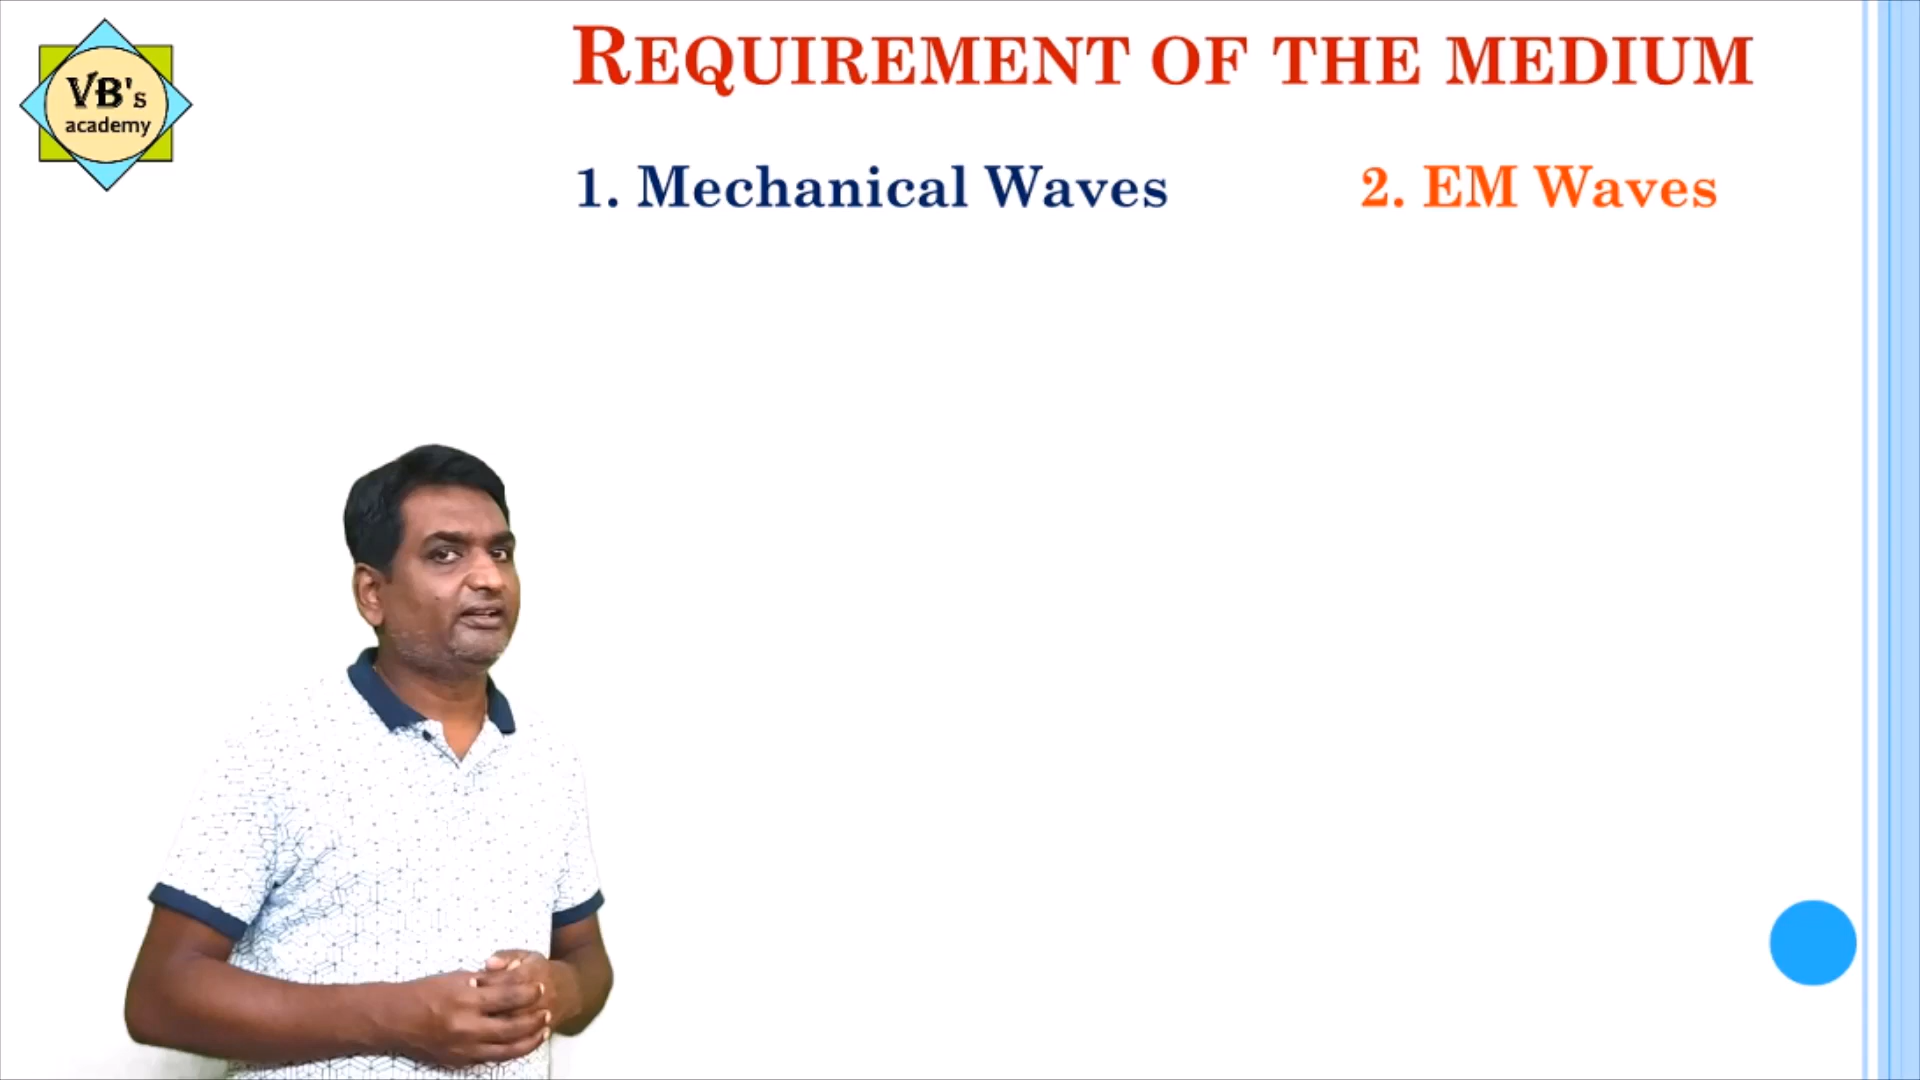 VB's
academy
REQUIREMENT OF THE MEDIUM
1. Mechanical Waves
2. EM Waves